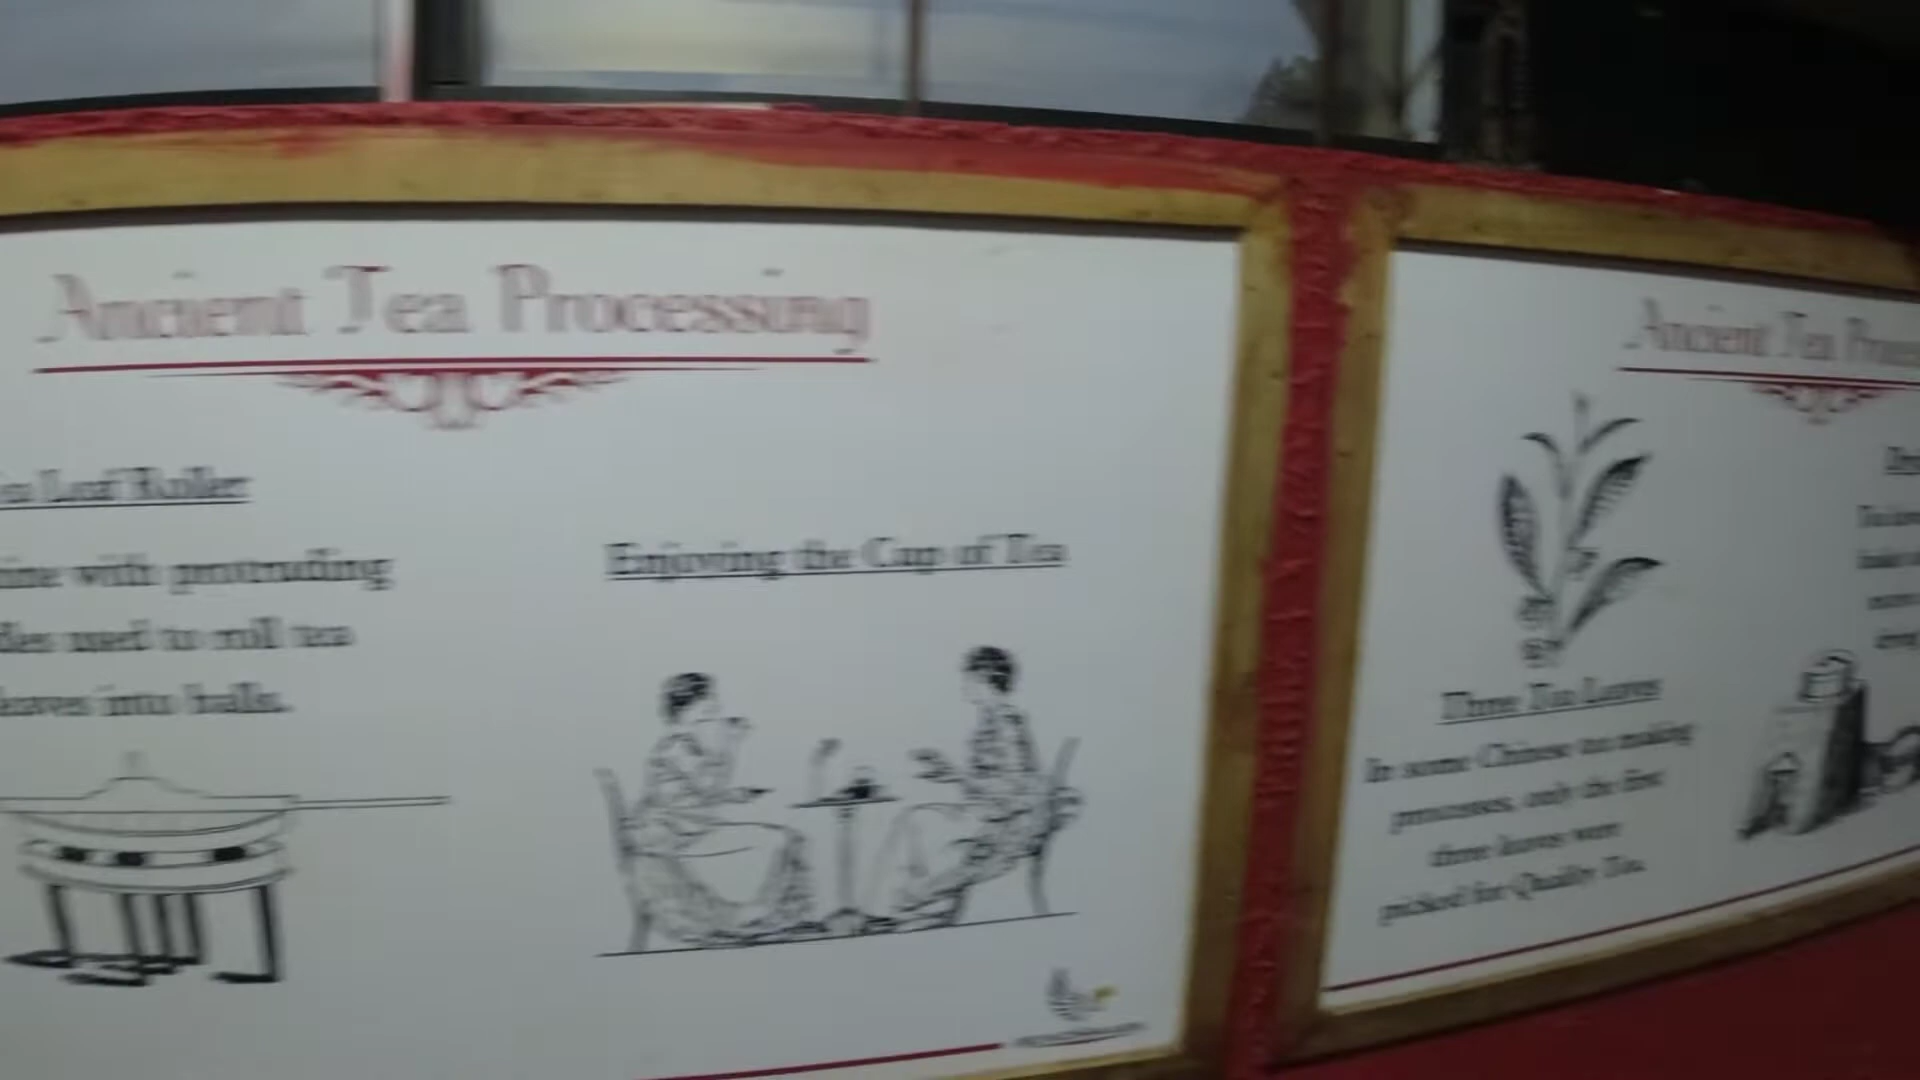 Ancient Tea Processing
Leaf Roller
with protruding
used to roll tea
leaves into balls.
Enjoying the Cup of Tea
Ancient Tea
Three Tea Leaves
In some Chinese tea making
processes, only the first
three leaves were
picked for Quality Tea.